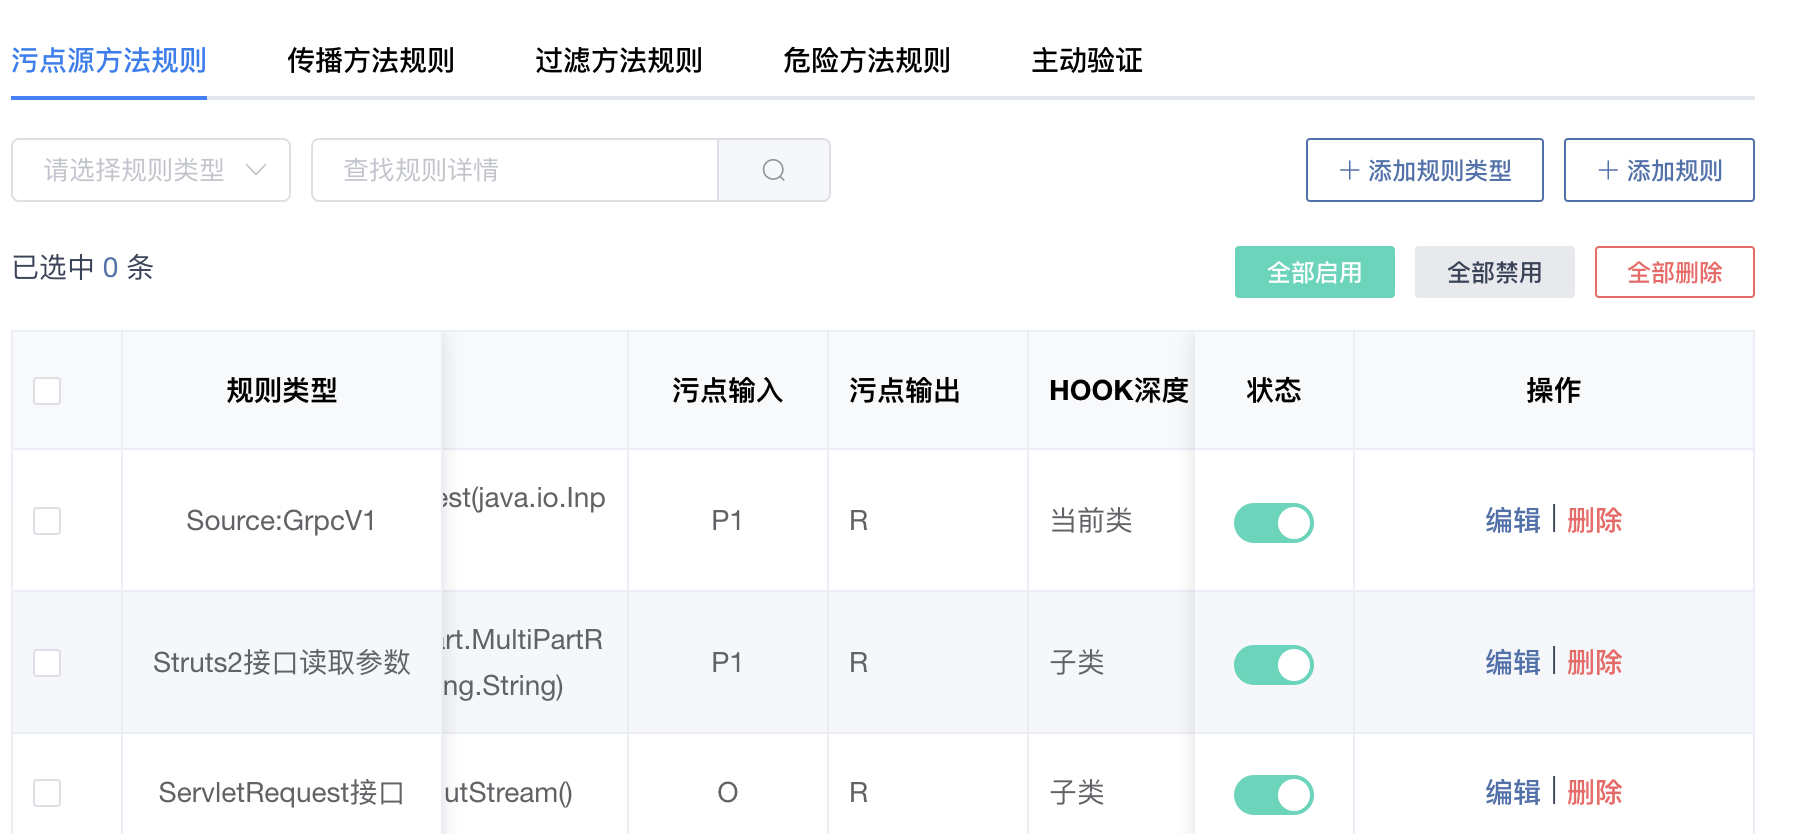 污点源方法规则 传播方法规则 过滤方法规则 危险方法规则 主动验证
请选择规则类型 查找规则详情 添加规则类型 添加规则
已选中 0 条 全部启用 全部禁用 全部删除
规则类型 污点输入 污点输出 HOOK深度 状态 操作
est(java.io.Inp
Source:GrpcV1 P1 R 当前类 编辑 | 删除
art.MultiPartR
Struts2接口读取参数 P1 R 子类 编辑 | 删除
ng.String)
ServletRequest接口 utStream() O R 子类 编辑 | 删除